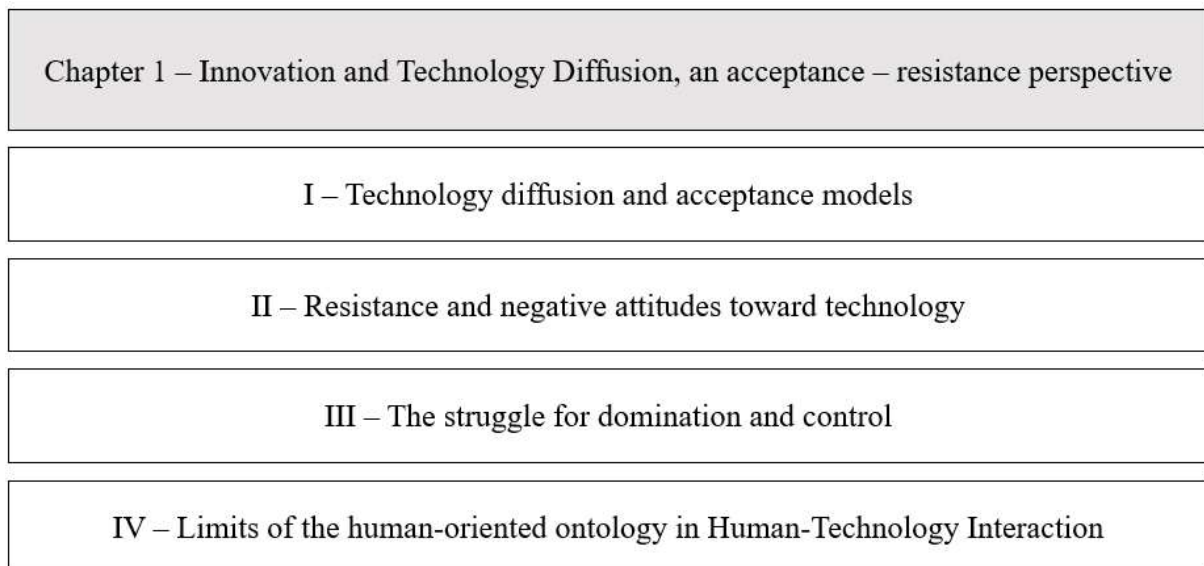 Chapter 1 – Innovation and Technology Diffusion, an acceptance – resistance perspective
I – Technology diffusion and acceptance models
II – Resistance and negative attitudes toward technology
III – The struggle for domination and control
IV – Limits of the human-oriented ontology in Human-Technology Interaction